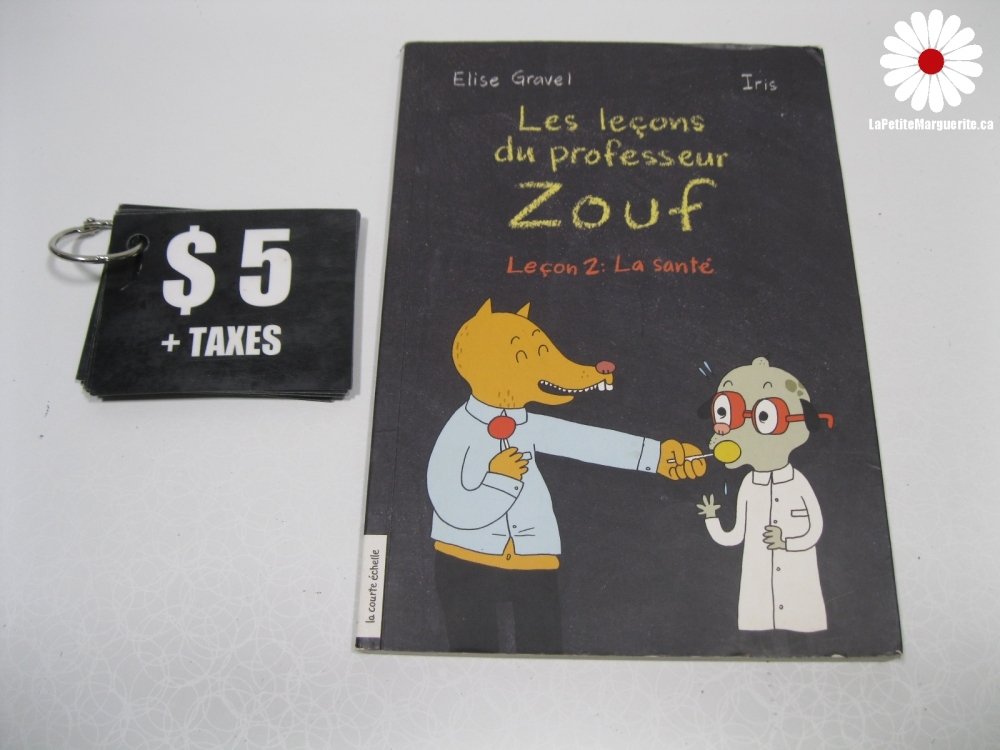 LaPetiteMarguerite.ca
$ 5
+ TAXES
Elise Gravel
Iris
Les leçons
du professeur
Zouf
Leçon 2: La santé
la courte échelle